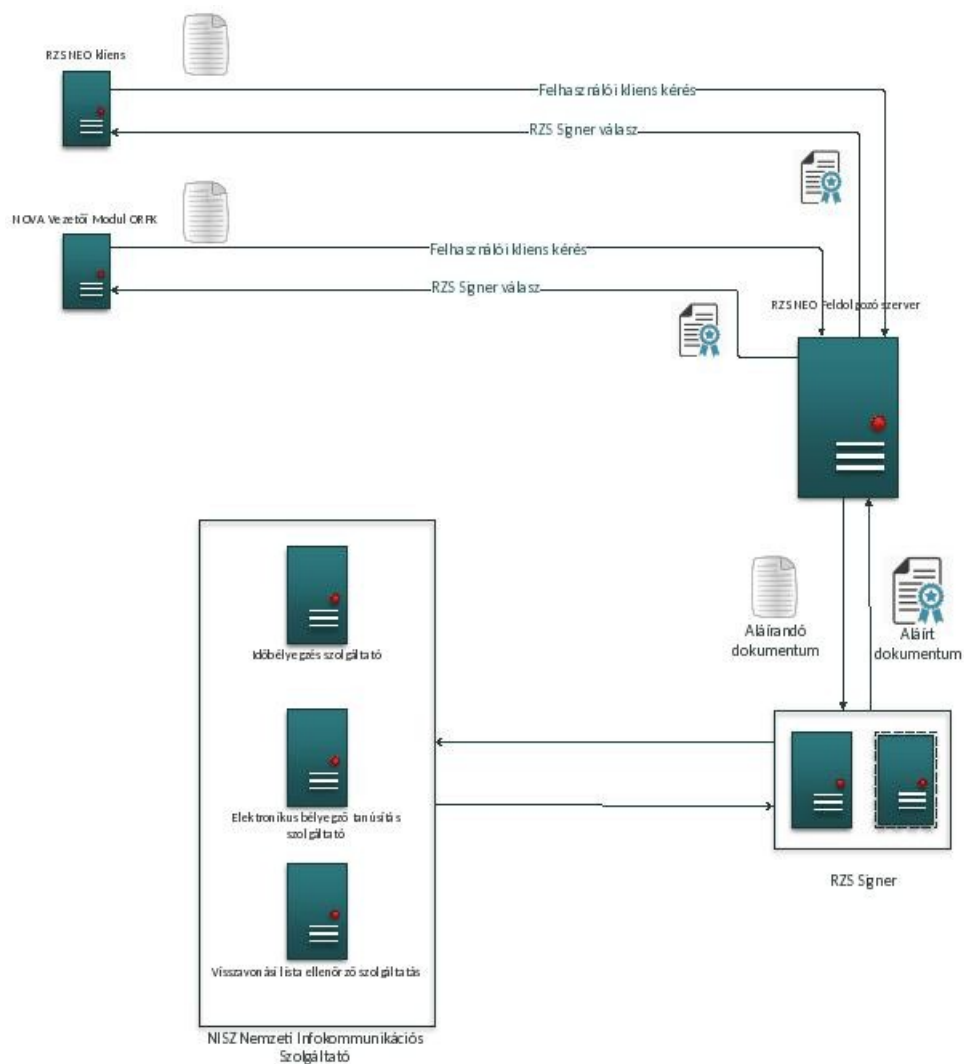 RZS NEO kliens
Felhasználói kliens kérés
RZS Signer válasz
NOVA Vezetői Modul ORFK
Felhasználói kliens kérés
RZS Signer válasz
RZS NEO Feldolgozó szerver
Aláírandó
dokumentum
Aláírt
dokumentum
Időbélyegzés szolgáltató
Elektronikus bélyegző tanúsítás
szolgáltató
Visszavonási lista ellenőrző szolgáltatás
RZS Signer
NISZ Nemzeti Infokommunikációs
Szolgáltató